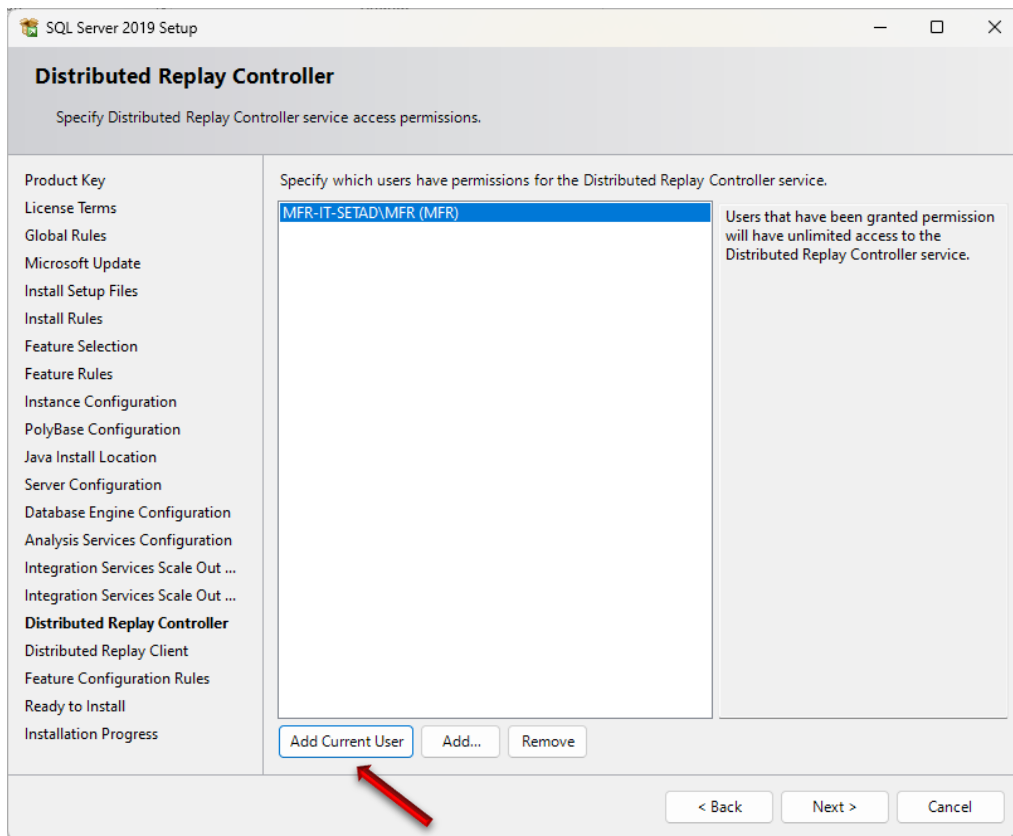 SQL Server 2019 Setup
Distributed Replay Controller
Specify Distributed Replay Controller service access permissions.
Product Key
License Terms
Global Rules
Microsoft Update
Install Setup Files
Install Rules
Feature Selection
Feature Rules
Instance Configuration
PolyBase Configuration
Java Install Location
Server Configuration
Database Engine Configuration
Analysis Services Configuration
Integration Services Scale Out ...
Integration Services Scale Out ...
Distributed Replay Controller
Distributed Replay Client
Feature Configuration Rules
Ready to Install
Installation Progress
Specify which users have permissions for the Distributed Replay Controller service.
MFR-IT-SETAD\MFR (MFR)
Users that have been granted permission
will have unlimited access to the
Distributed Replay Controller service.
Add Current User
Add...
Remove
< Back
Next >
Cancel